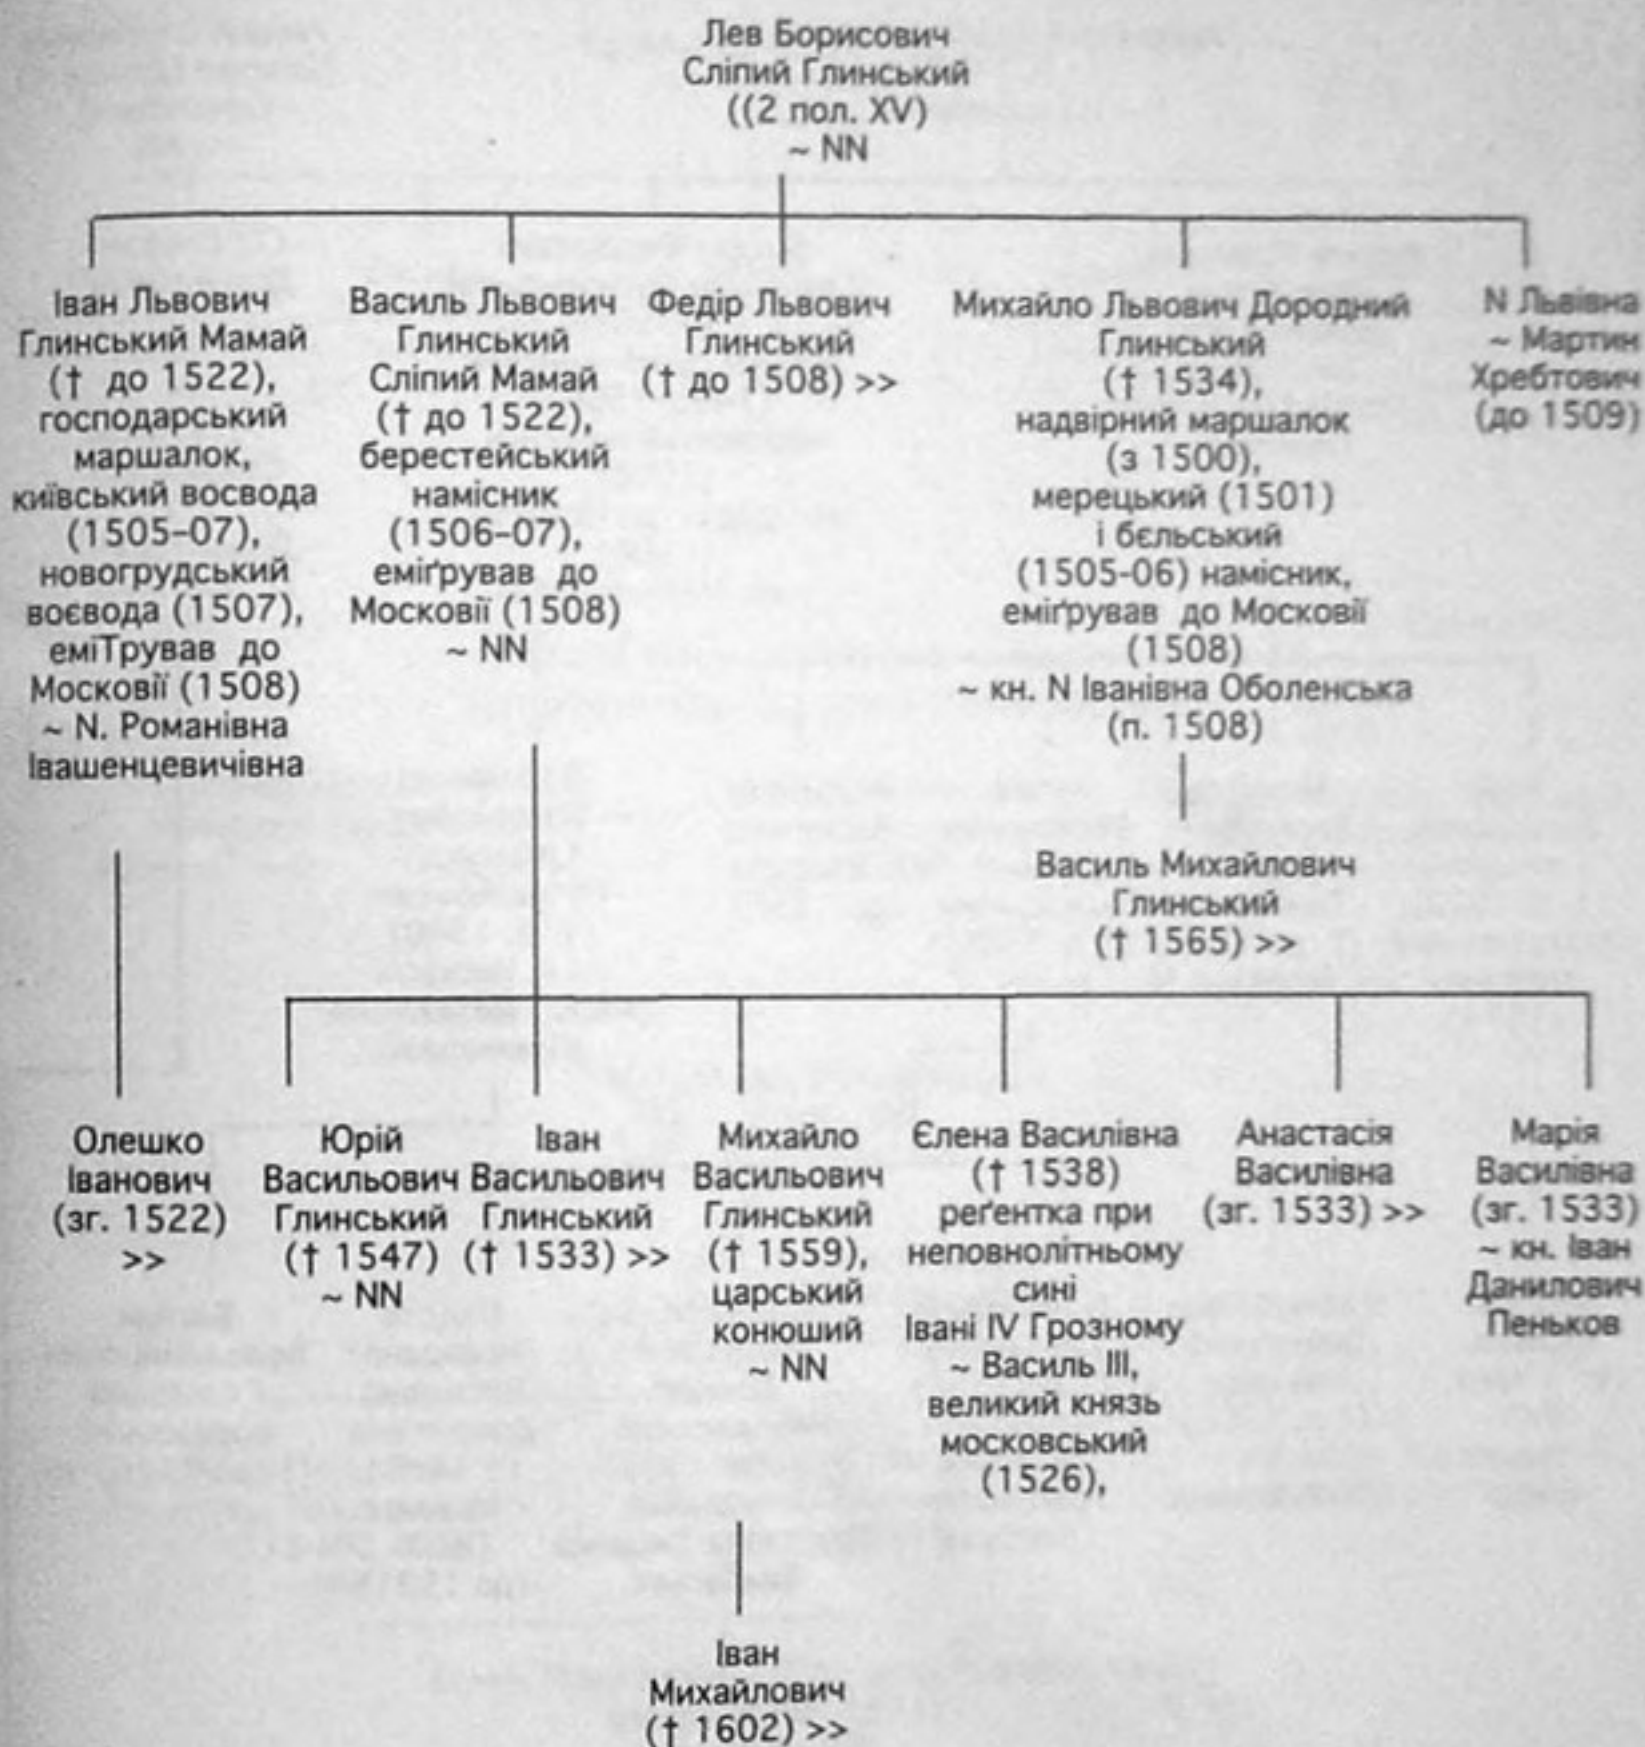 Лев Борисович
Сліпий Глинський
((2 пол. XV)
~ NN
Іван Львович
Глинський Мамай
(† до 1522),
господарський
маршалок,
київський восвода
(1505-07),
новогрудський
воєвода (1507),
еміТрував до
Московії (1508)
~ N. Романівна
Івашенцевичівна
Василь Львович
Глинський
Сліпий Мамай
(† до 1522),
берестейський
намісник
(1506-07),
еміґрував до
Московії (1508)
~ NN
Федір Львович
Глинський
(† до 1508) >>
Михайло Львович Дородний
Глинський
(† 1534),
надвірний маршалок
(з 1500),
мерецький (1501)
і бєльський
(1505-06) намісник,
еміґрував до Московії
(1508)
~ кн. N Іванівна Оболенська
(п. 1508)
N Львівна
~ Мартин
Хребтович
(до 1509)
Василь Михайлович
Глинський
(† 1565) >>
Олешко
Іванович
(зг. 1522)
>>
Юрій
Васильович
Глинський
(† 1547)
~ NN
Іван
Васильович
Глинський
(† 1533) >>
Михайло
Васильович
Глинський
(† 1559),
царський
конюший
~ NN
Єлена Василівна
(† 1538)
реґентка при
неповнолітньому
сині
Івані IV Грозному
~ Василь III,
великий князь
московський
(1526),
Анастасія
Василівна
(зг. 1533) >>
Марія
Василівна
(зг. 1533)
~ кн. Іван
Данилович
Пеньков
Іван
Михайлович
(† 1602) >>